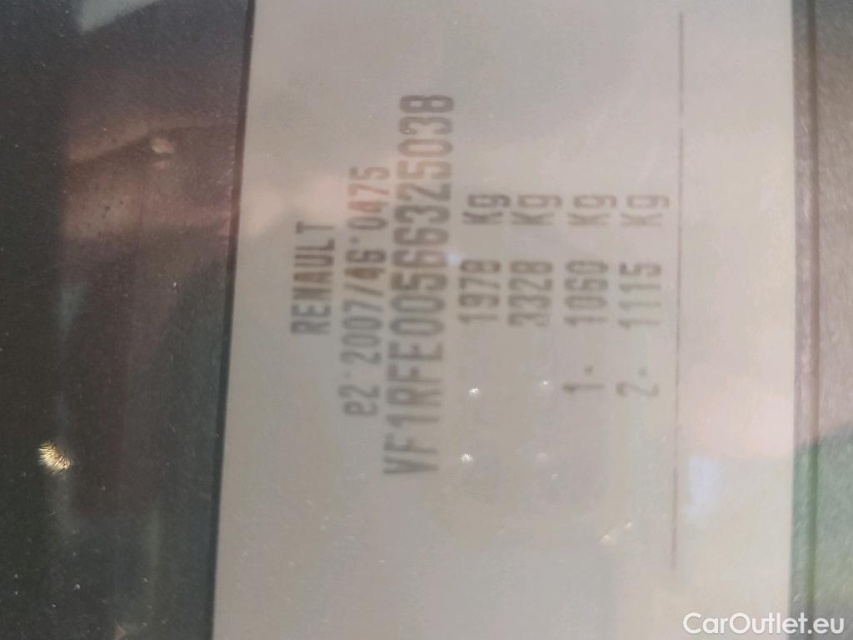 RENAULT
e2*2007/46*0475
VF1RFE00566325038
1978 Kg
3328 Kg
1- 1060 Kg
2- 1115 Kg
CarOutlet.eu